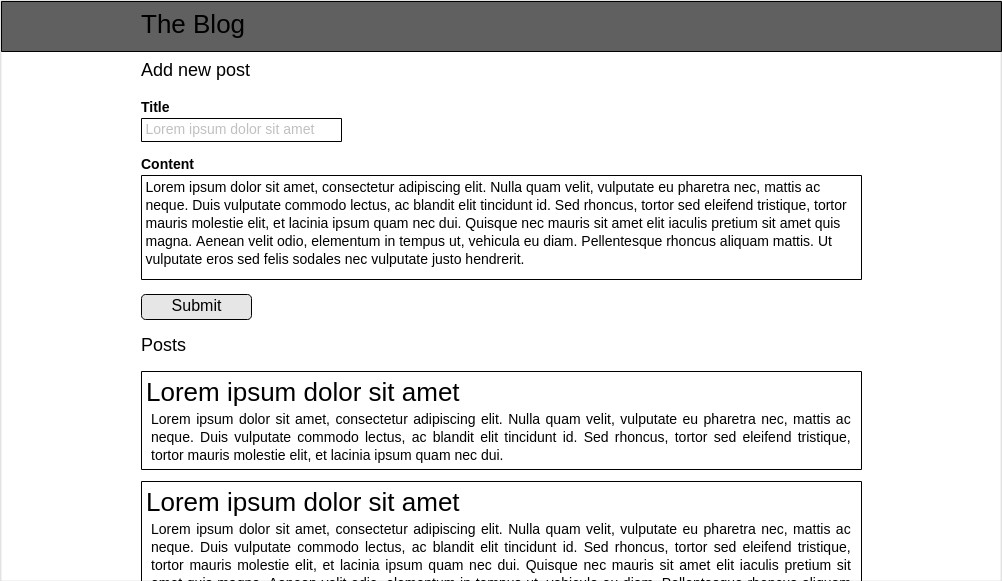 The Blog
Add new post
Title
Lorem ipsum dolor sit amet
Content
Lorem ipsum dolor sit amet, consectetur adipiscing elit. Nulla quam velit, vulputate eu pharetra nec, mattis ac
neque. Duis vulputate commodo lectus, ac blandit elit tincidunt id. Sed rhoncus, tortor sed eleifend tristique, tortor
mauris molestie elit, et lacinia ipsum quam nec dui. Quisque nec mauris sit amet elit iaculis pretium sit amet quis
magna. Aenean velit odio, elementum in tempus ut, vehicula eu diam. Pellentesque rhoncus aliquam mattis. Ut
vulputate eros sed felis sodales nec vulputate justo hendrerit.
Submit
Posts
Lorem ipsum dolor sit amet
Lorem ipsum dolor sit amet, consectetur adipiscing elit. Nulla quam velit, vulputate eu pharetra nec, mattis ac
neque. Duis vulputate commodo lectus, ac blandit elit tincidunt id. Sed rhoncus, tortor sed eleifend tristique,
tortor mauris molestie elit, et lacinia ipsum quam nec dui.
Lorem ipsum dolor sit amet
Lorem ipsum dolor sit amet, consectetur adipiscing elit. Nulla quam velit, vulputate eu pharetra nec, mattis ac
neque. Duis vulputate commodo lectus, ac blandit elit tincidunt id. Sed rhoncus, tortor sed eleifend tristique,
tortor mauris molestie elit, et lacinia ipsum quam nec dui. Quisque nec mauris sit amet elit iaculis pretium sit